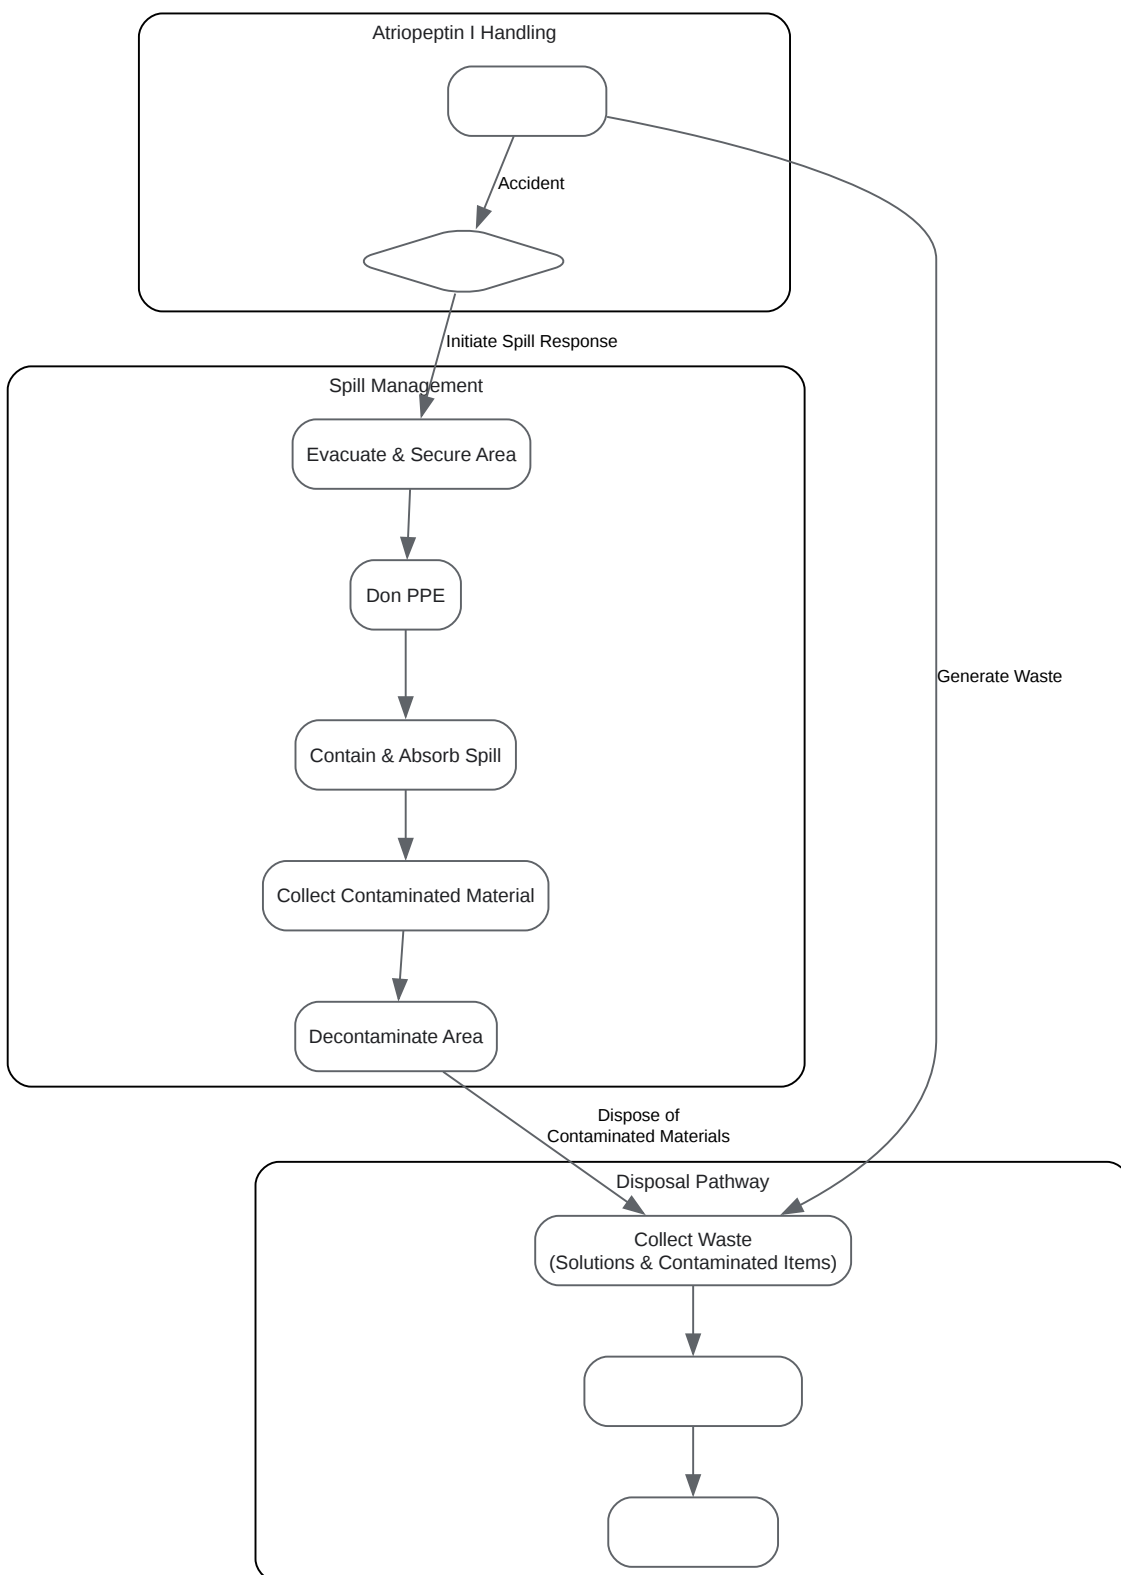 Atriopeptin I Handling
Accident
Initiate Spill Response
Spill Management
Evacuate & Secure Area
Don PPE
Generate Waste
Contain & Absorb Spill
Collect Contaminated Material
Decontaminate Area
Dispose of
Contaminated Materials
Disposal Pathway
Collect Waste
(Solutions & Contaminated Items)